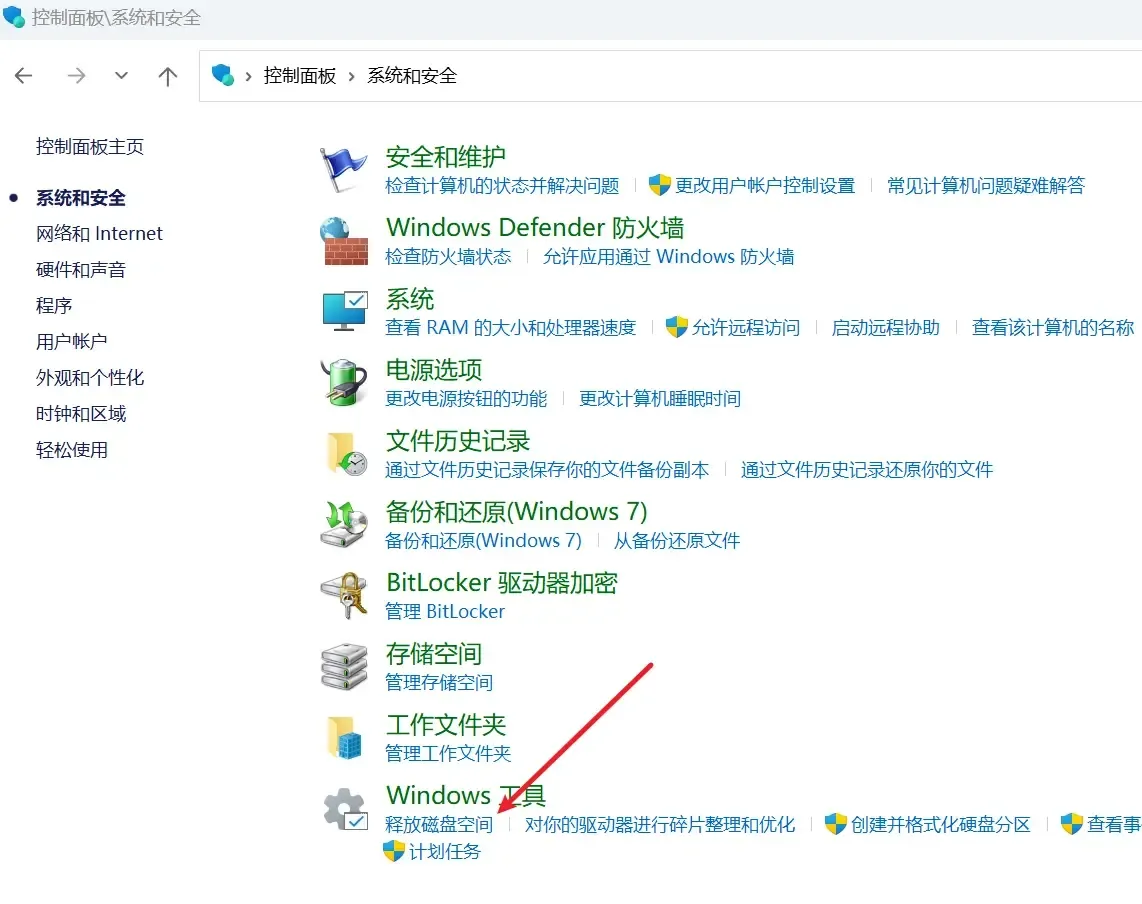 控制面板\系统和安全
控制面板 › 系统和安全
控制面板主页
系统和安全
网络和 Internet
硬件和声音
程序
用户帐户
外观和个性化
时钟和区域
轻松使用
安全和维护
检查计算机的状态并解决问题 更改用户帐户控制设置 常见计算机问题疑难解答
Windows Defender 防火墙
检查防火墙状态 允许应用通过 Windows 防火墙
系统
查看 RAM 的大小和处理器速度 允许远程访问 启动远程协助 查看该计算机的名称
电源选项
更改电源按钮的功能 更改计算机睡眠时间
文件历史记录
通过文件历史记录保存你的文件备份副本 通过文件历史记录还原你的文件
备份和还原(Windows 7)
备份和还原(Windows 7) 从备份还原文件
BitLocker 驱动器加密
管理 BitLocker
存储空间
管理存储空间
工作文件夹
管理工作文件夹
Windows 工具
释放磁盘空间 对你的驱动器进行碎片整理和优化 创建并格式化硬盘分区 查看事
计划任务